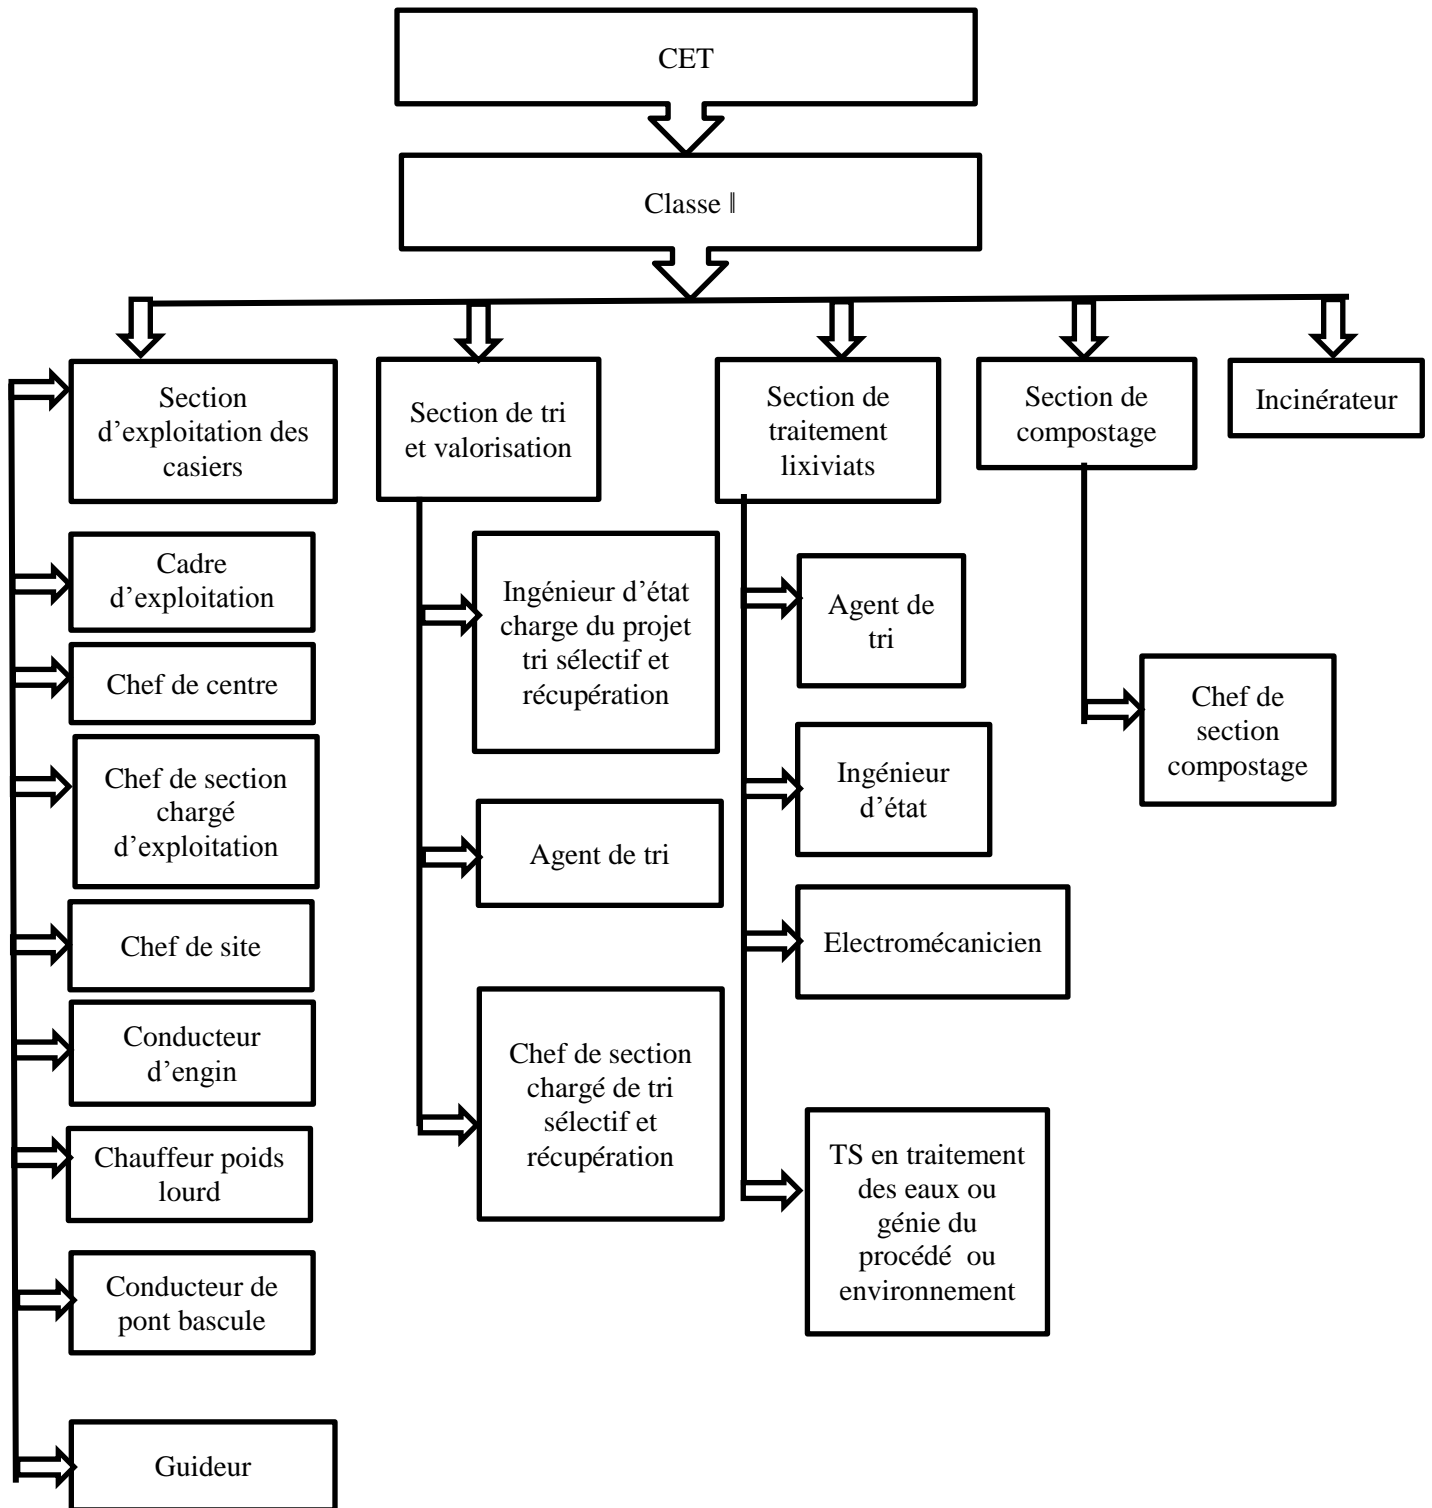 CET
Classe ‖
Section
d’exploitation des
casiers
Section de tri
et valorisation
Section de
traitement
lixiviats
Section de
compostage
Incinérateur
Cadre
d’exploitation
Chef de centre
Chef de section
chargé
d’exploitation
Chef de site
Conducteur
d’engin
Chauffeur poids
lourd
Conducteur de
pont bascule
Guideur
Ingénieur d’état
charge du projet
tri sélectif et
récupération
Agent de tri
Chef de section
chargé de tri
sélectif et
récupération
Agent de
tri
Ingénieur
d’état
Electromécanicien
TS en traitement
des eaux ou
génie du
procédé ou
environnement
Chef de
section
compostage